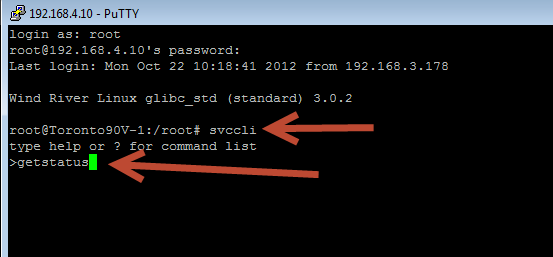 192.168.4.10 - PuTTY
login as: root
root@192.168.4.10's password:
Last login: Mon Oct 22 10:18:41 2012 from 192.168.3.178
Wind River Linux glibc_std (standard) 3.0.2
root@Toronto90V-1:/root# svccli
type help or ? for command list
>getstatus